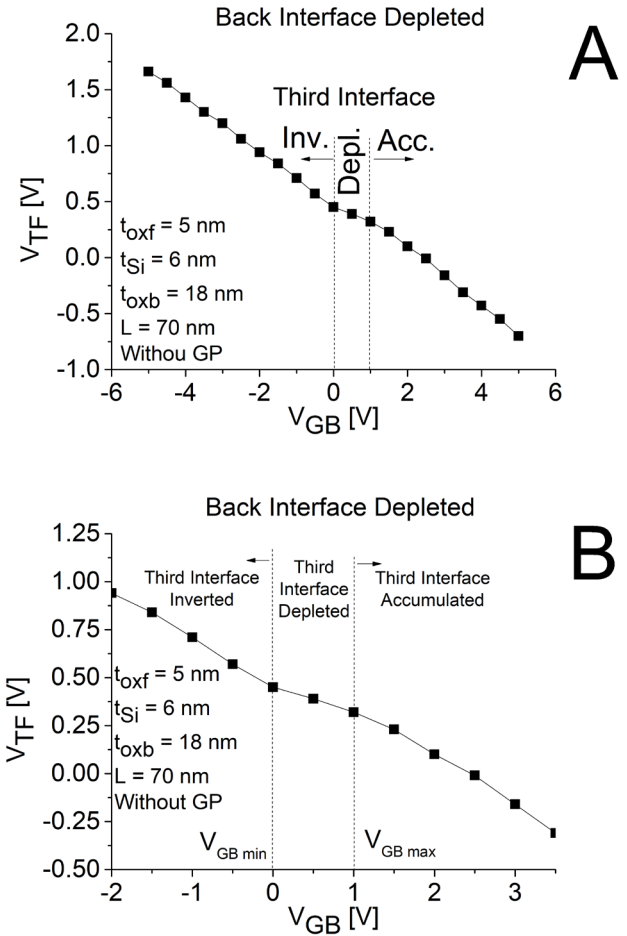 Back Interface Depleted
A
2.0
1.5
1.0
0.5
0.0
-0.5
-1.0
V_TF [V]
Third Interface
Inv.
Depl.
Acc.
t_oxf = 5 nm
t_Si = 6 nm
t_oxb = 18 nm
L = 70 nm
Withou GP
-6 -4 -2 0 2 4 6
V_GB [V]
Back Interface Depleted
B
1.25
1.00
0.75
0.50
0.25
0.00
-0.25
-0.50
V_TF [V]
Third Interface
Inverted
Third
Interface
Depleted
Third Interface
Accumulated
t_oxf = 5 nm
t_Si = 6 nm
t_oxb = 18 nm
L = 70 nm
Without GP
V_GB min
V_GB max
-2 -1 0 1 2 3
V_GB [V]